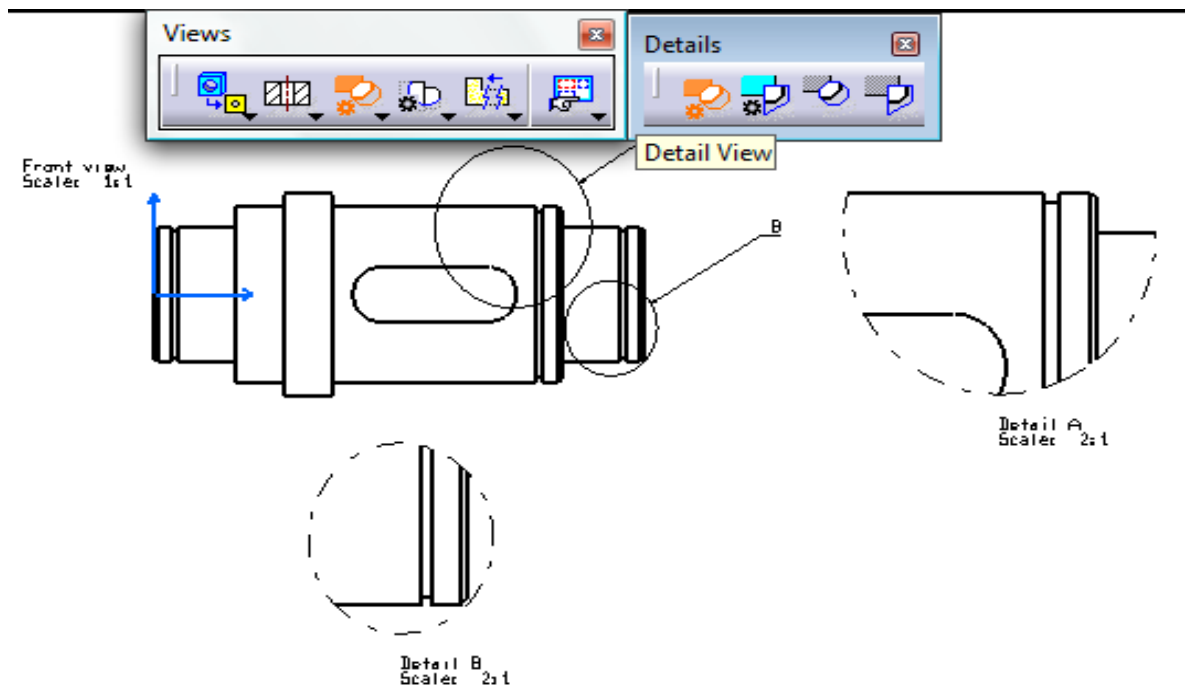 Views
Details
Detail View
Front view
Scale: 1:1
B
Detail A
Scale: 2:1
Detail B
Scale: 2:1